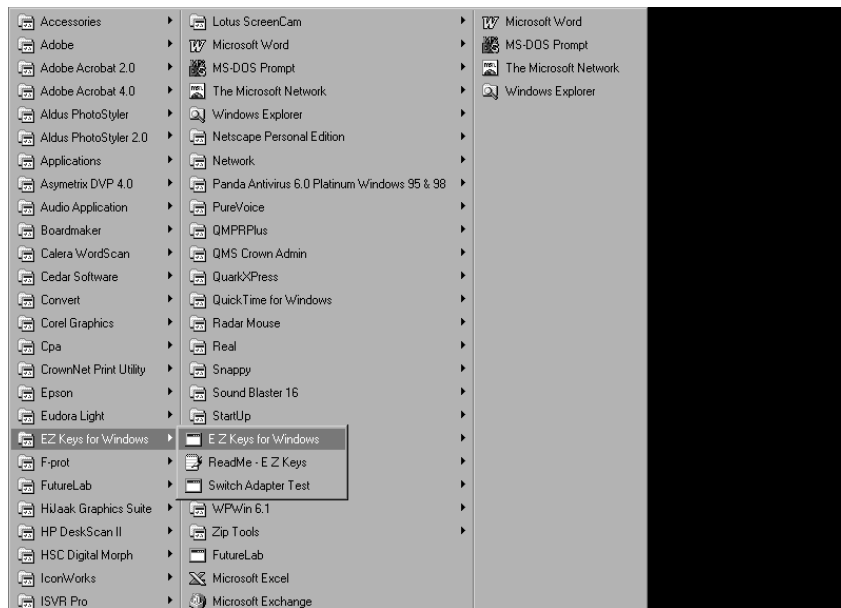 Accessories
Adobe
Adobe Acrobat 2.0
Adobe Acrobat 4.0
Aldus PhotoStyler
Aldus PhotoStyler 2.0
Applications
Asymetrix DVP 4.0
Audio Application
Boardmaker
Calera WordScan
Cedar Software
Convert
Corel Graphics
Cpa
CrownNet Print Utility
Epson
Eudora Light
EZ Keys for Windows
F-prot
FutureLab
HiJaak Graphics Suite
HP DeskScan II
HSC Digital Morph
IconWorks
ISVR Pro
Lotus ScreenCam
Microsoft Word
MS-DOS Prompt
The Microsoft Network
Windows Explorer
Netscape Personal Edition
Network
Panda Antivirus 6.0 Platinum Windows 95 & 98
PureVoice
QMPRPlus
QMS Crown Admin
QuarkXPress
QuickTime for Windows
Radar Mouse
Real
Snappy
Sound Blaster 16
StartUp
E Z Keys for Windows
ReadMe - E Z Keys
Switch Adapter Test
WPWin 6.1
Zip Tools
FutureLab
Microsoft Excel
Microsoft Exchange
Microsoft Word
MS-DOS Prompt
The Microsoft Network
Windows Explorer